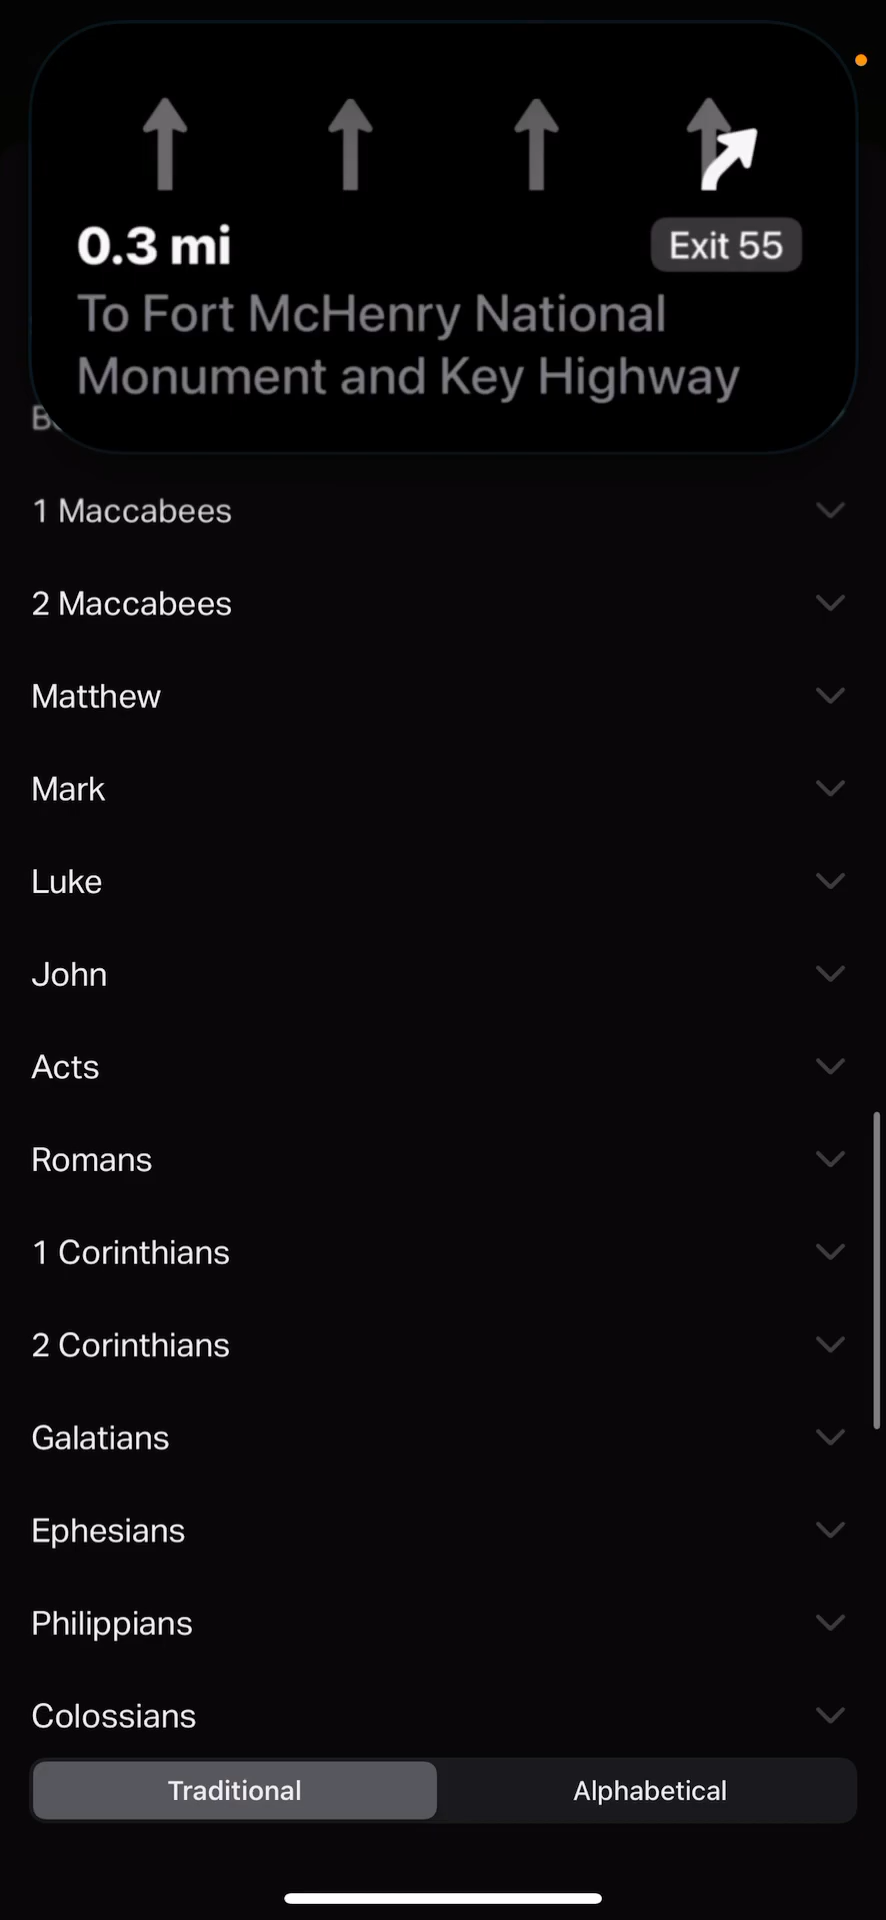 0.3 mi
Exit 55
To Fort McHenry National
Monument and Key Highway
1 Maccabees
2 Maccabees
Matthew
Mark
Luke
John
Acts
Romans
1 Corinthians
2 Corinthians
Galatians
Ephesians
Philippians
Colossians
Traditional
Alphabetical